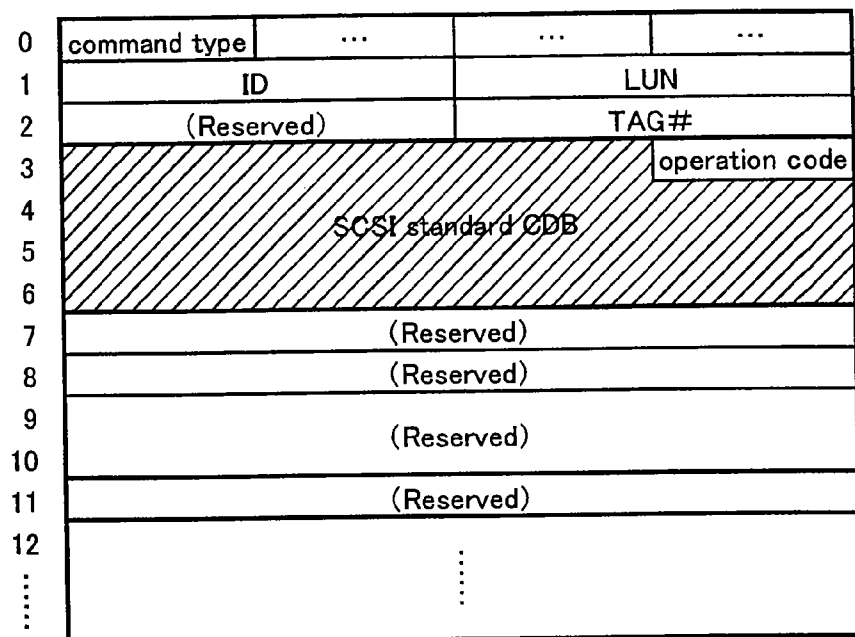 0 command type ... ... ...
1 ID LUN
2 (Reserved) TAG#
3 operation code
4 SCSI standard CDB
5
6
7 (Reserved)
8 (Reserved)
9
(Reserved)
10
11 (Reserved)
12